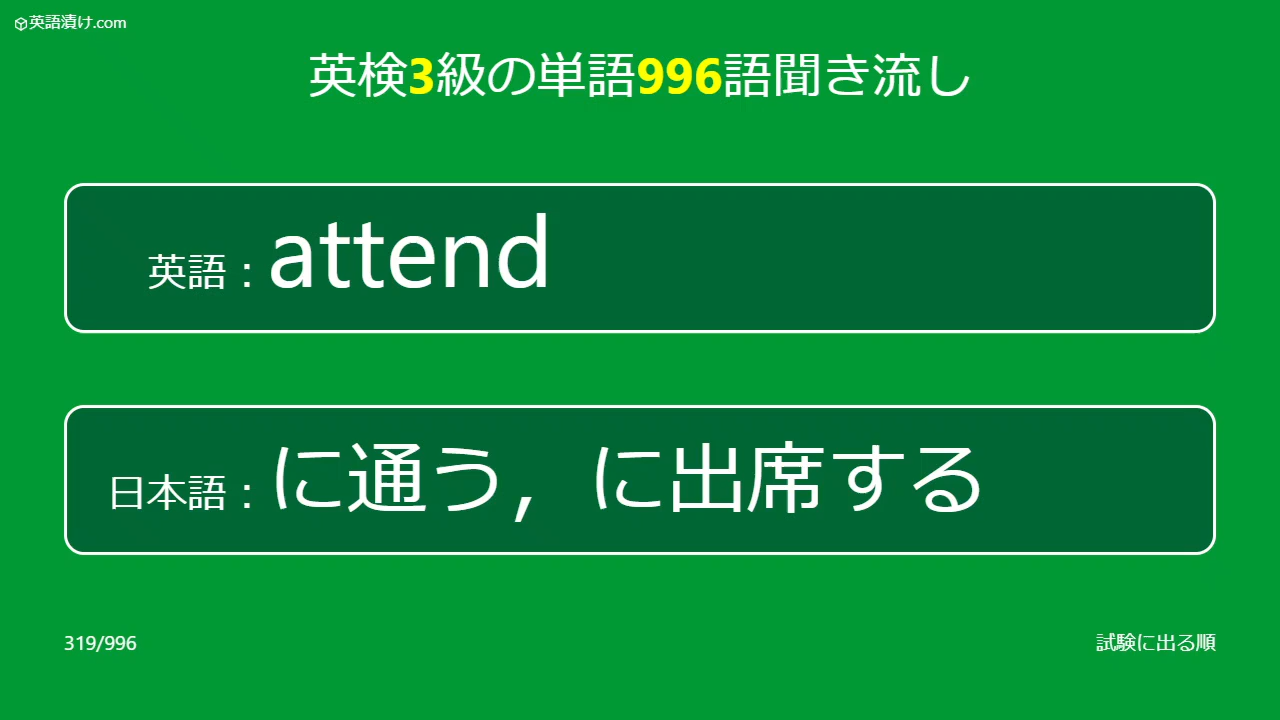 英語漬け.com
英検3級の単語996語聞き流し
英語：attend
日本語：に通う，に出席する
319/996
試験に出る順